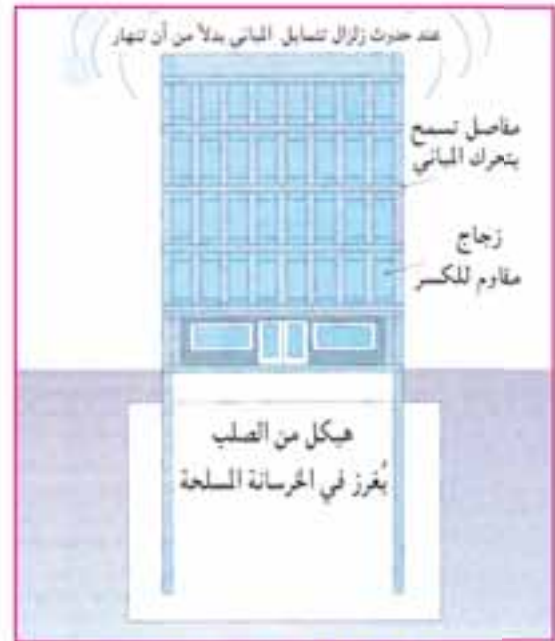 عند حدوث زلزال تتمايل المباني بدلاً من أن تنهار
مفاصل تسمح
بتحرك المباني
زجاج
مقاوم للكسر
هيكل من الصلب
يُغرز في الخرسانة المسلحة